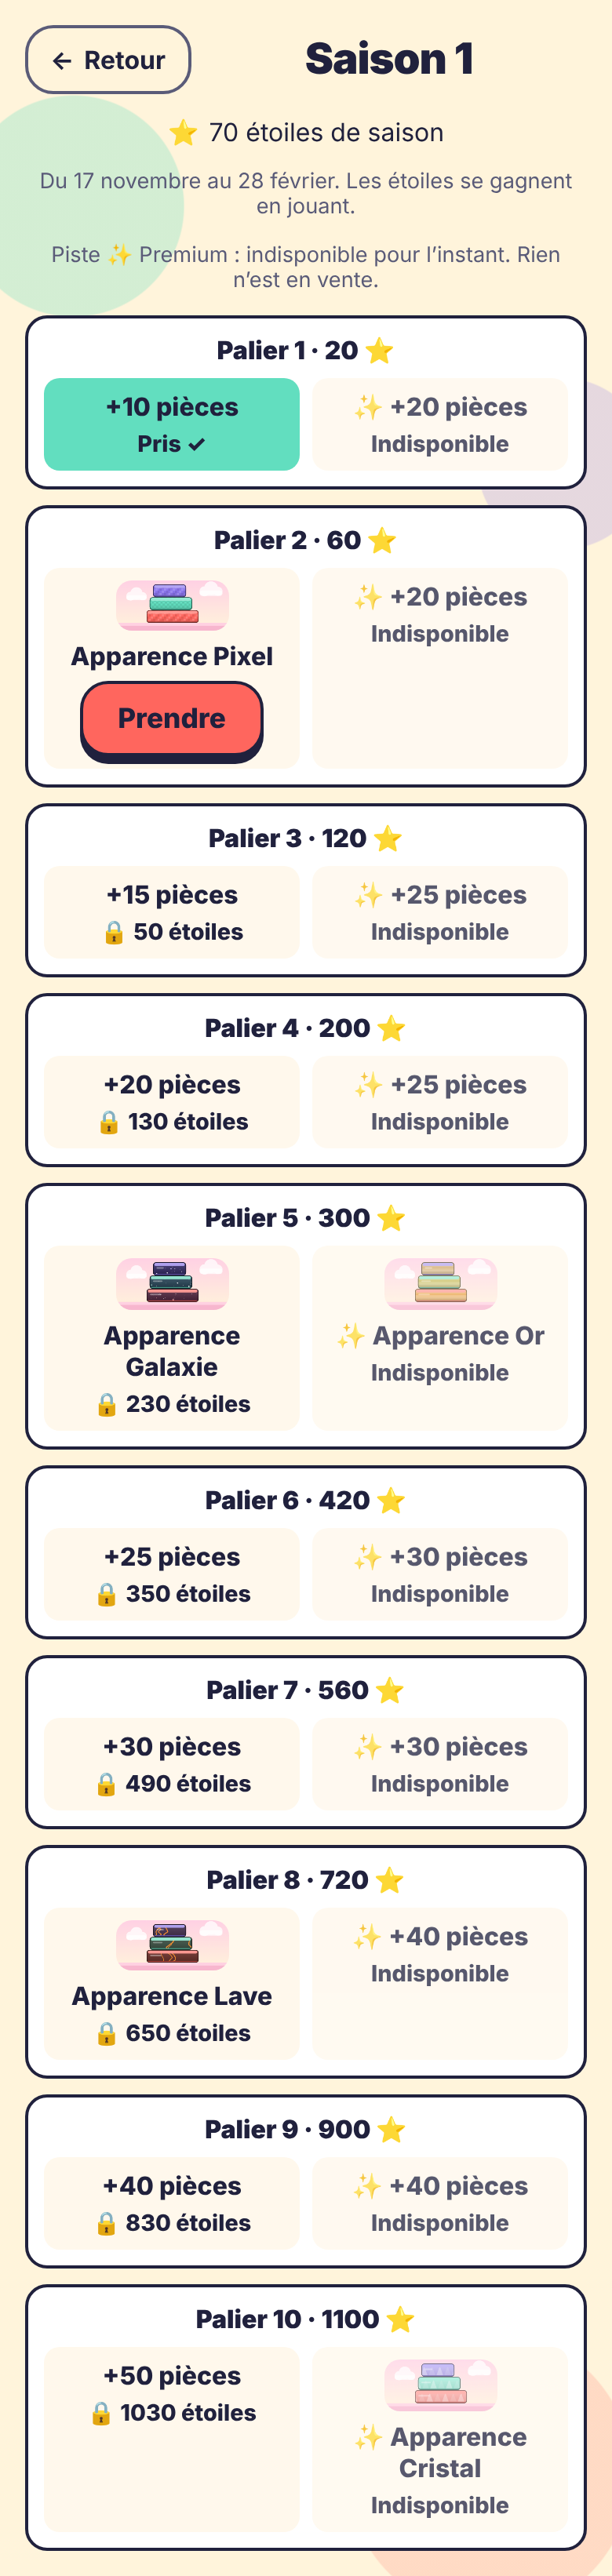 ← Retour
Saison 1
⭐ 70 étoiles de saison
Du 17 novembre au 28 février. Les étoiles se gagnent
en jouant.
Piste ✨ Premium : indisponible pour l’instant. Rien
n’est en vente.
Palier 1 · 20 ⭐
+10 pièces
Pris ✓
✨ +20 pièces
Indisponible
Palier 2 · 60 ⭐
Apparence Pixel
Prendre
✨ +20 pièces
Indisponible
Palier 3 · 120 ⭐
+15 pièces
🔒 50 étoiles
✨ +25 pièces
Indisponible
Palier 4 · 200 ⭐
+20 pièces
🔒 130 étoiles
✨ +25 pièces
Indisponible
Palier 5 · 300 ⭐
Apparence
Galaxie
🔒 230 étoiles
✨ Apparence Or
Indisponible
Palier 6 · 420 ⭐
+25 pièces
🔒 350 étoiles
✨ +30 pièces
Indisponible
Palier 7 · 560 ⭐
+30 pièces
🔒 490 étoiles
✨ +30 pièces
Indisponible
Palier 8 · 720 ⭐
Apparence Lave
🔒 650 étoiles
✨ +40 pièces
Indisponible
Palier 9 · 900 ⭐
+40 pièces
🔒 830 étoiles
✨ +40 pièces
Indisponible
Palier 10 · 1100 ⭐
+50 pièces
🔒 1030 étoiles
✨ Apparence
Cristal
Indisponible